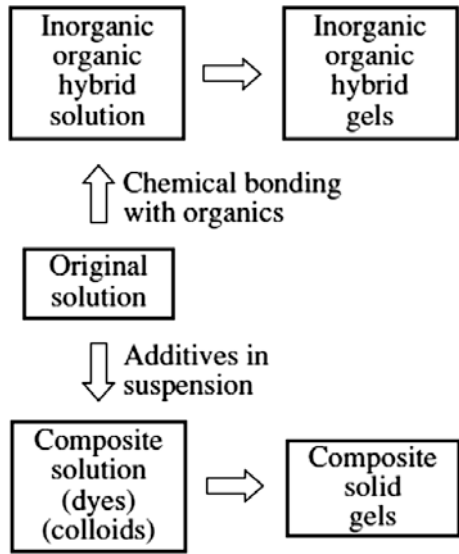 Inorganic
organic
hybrid
solution
Inorganic
organic
hybrid
gels
Chemical bonding
with organics
Original
solution
Additives in
suspension
Composite
solution
(dyes)
(colloids)
Composite
solid
gels